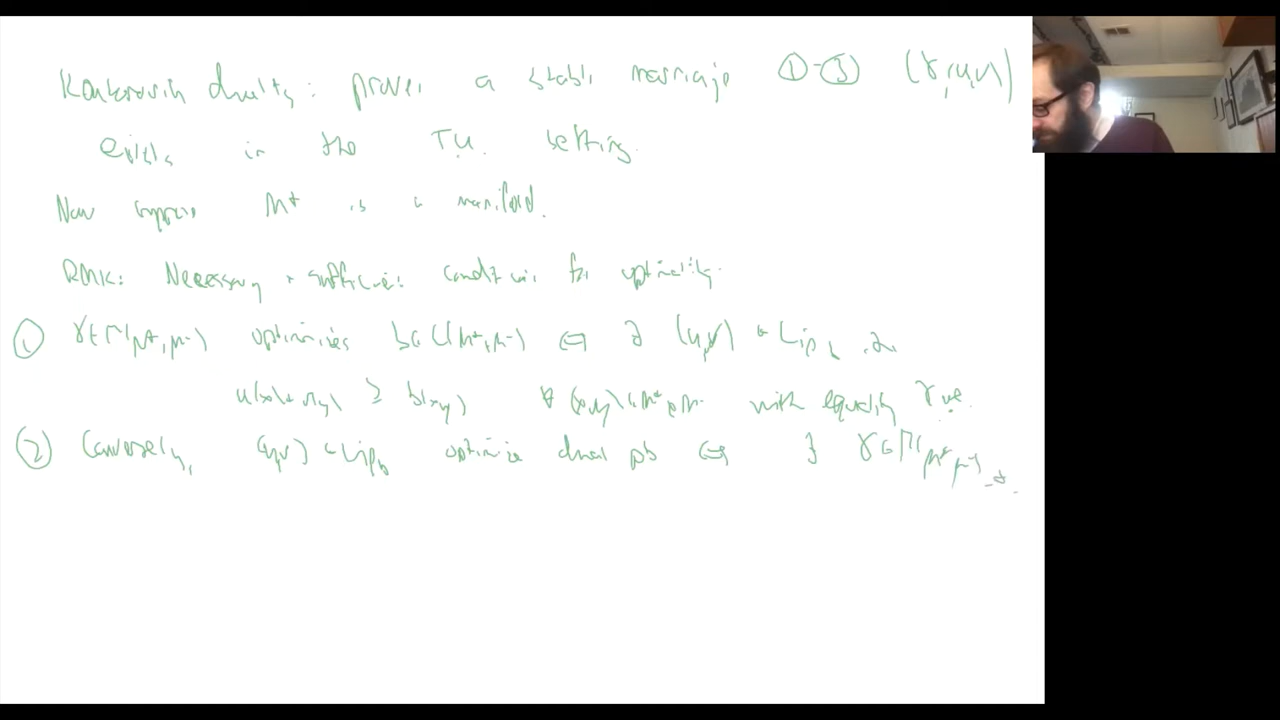 Kantorovich duality: proves a stable marriage ①-③ (γ,u,v)
exists in the TU. setting.
Now suppose M⁺ is a manifold.
RMK: Necessary + sufficient conditions for optimality.
① γ∈Γ(μ⁺,μ⁻) optimizes b∈C(M⁺,M⁻) ⇔ ∃ (u,v) ∈ Lip_b s.t.
u(x)+v(y) ≥ b(x,y) ∀ (x,y)∈M⁺×M⁻ with equality γ ae.
② Conversely, (u,v) ∈ Lip_b optimize dual pb ⇔ ∃ γ∈Γ(μ⁺,μ⁻) s.t.